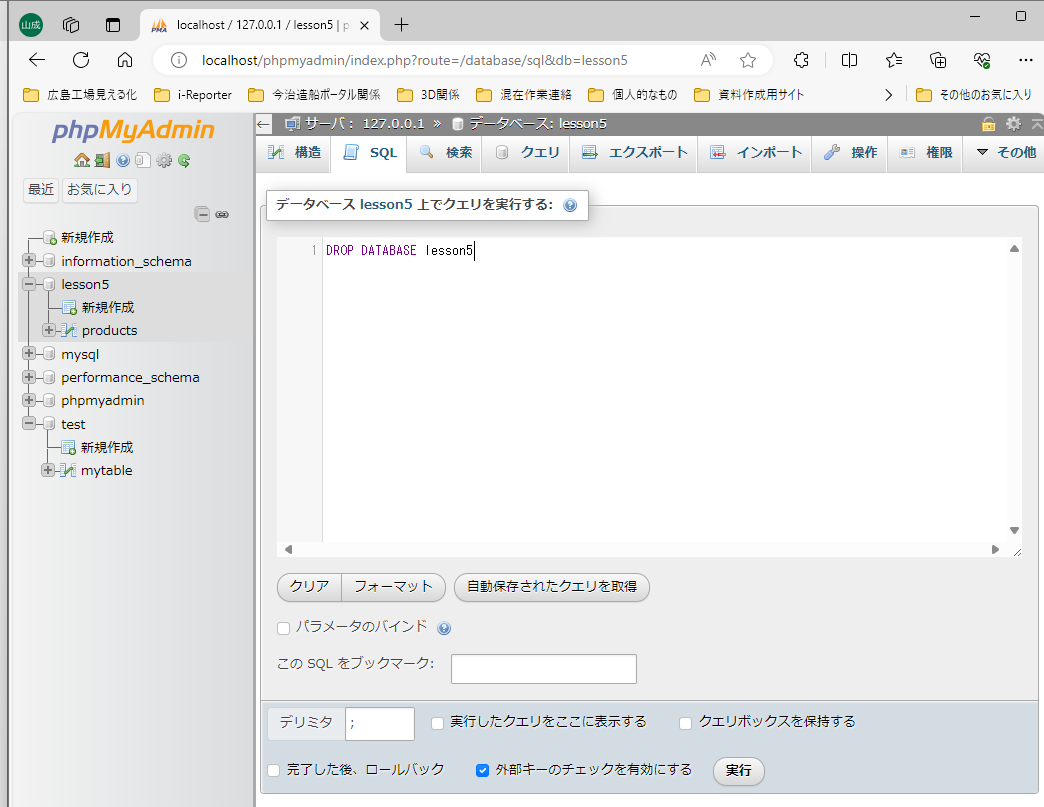 山成
localhost / 127.0.0.1 / lesson5 | p
localhost/phpmyadmin/index.php?route=/database/sql&db=lesson5
広島工場見える化 i-Reporter 今治造船ポータル関係 3D関係 混在作業連絡 個人的なもの 資料作成用サイト その他のお気に入り
phpMyAdmin
最近 お気に入り
新規作成
information_schema
lesson5
新規作成
products
mysql
performance_schema
phpmyadmin
test
新規作成
mytable
サーバ: 127.0.0.1 » データベース: lesson5
構造 SQL 検索 クエリ エクスポート インポート 操作 権限 その他
データベース lesson5 上でクエリを実行する:
1 DROP DATABASE lesson5
クリア フォーマット 自動保存されたクエリを取得
パラメータのバインド
この SQL をブックマーク:
デリミタ ; 実行したクエリをここに表示する クエリボックスを保持する
完了した後、ロールバック 外部キーのチェックを有効にする 実行